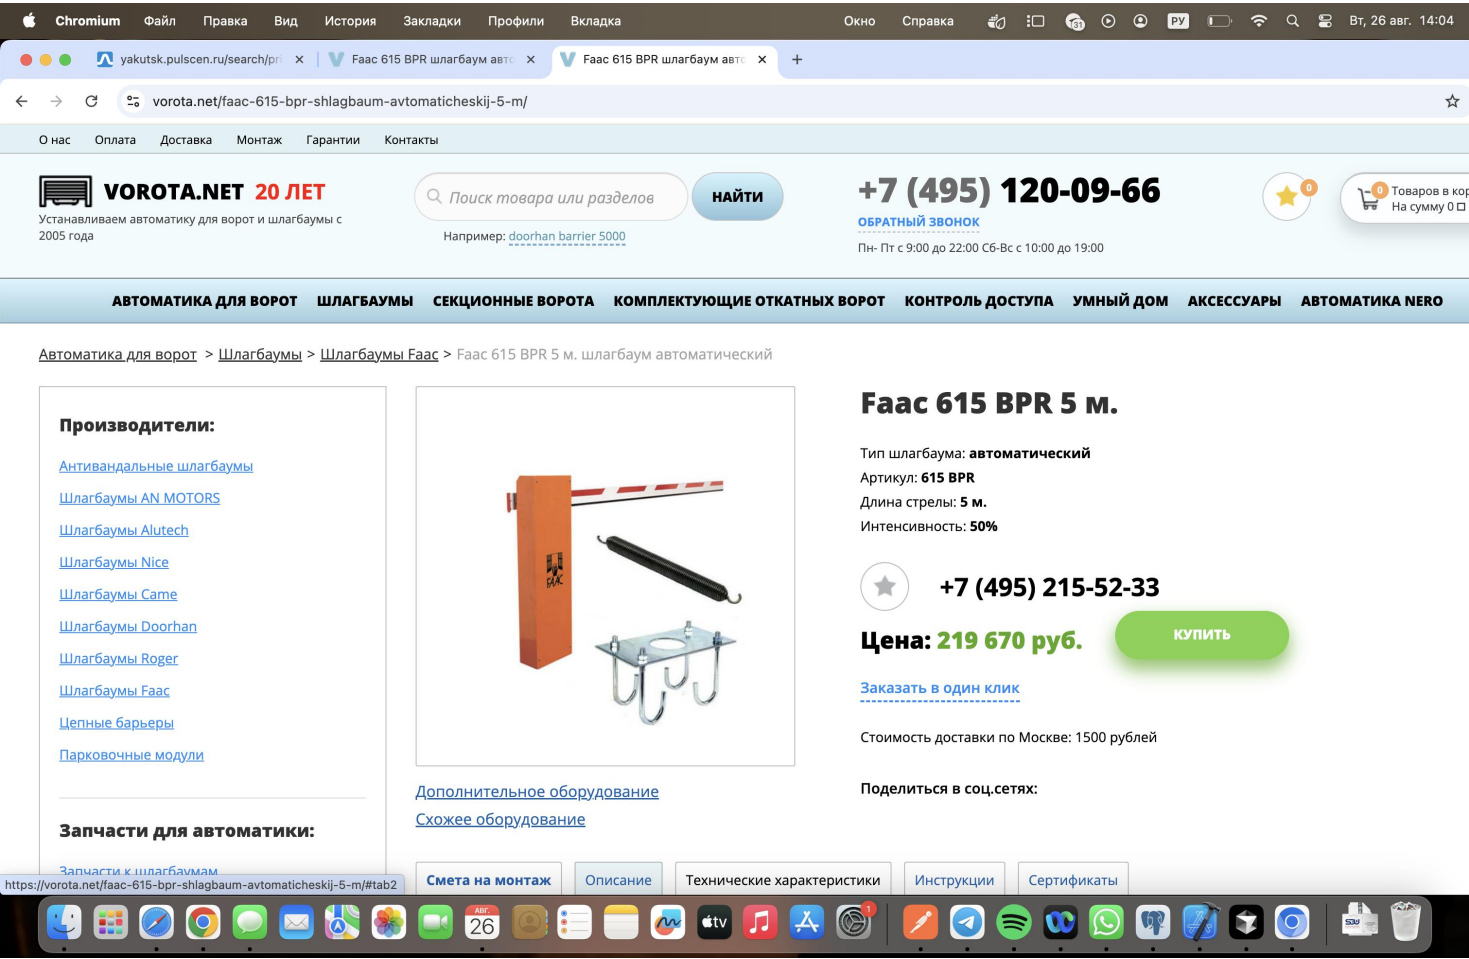 Chromium Файл Правка Вид История Закладки Профили Вкладка Окно Справка 31 РУ Вт, 26 авг. 14:04
yakutsk.pulscen.ru/search/pri Faac 615 BPR шлагбаум авто Faac 615 BPR шлагбаум авто
vorota.net/faac-615-bpr-shlagbaum-avtomaticheskij-5-m/
О нас Оплата Доставка Монтаж Гарантии Контакты
VOROTA.NET 20 ЛЕТ
Устанавливаем автоматику для ворот и шлагбаумы с
2005 года
Поиск товара или разделов НАЙТИ
Например: doorhan barrier 5000
+7 (495) 120-09-66
ОБРАТНЫЙ ЗВОНОК
Пн- Пт с 9:00 до 22:00 Сб-Вс с 10:00 до 19:00
0
0 Товаров в кор
На сумму 0
АВТОМАТИКА ДЛЯ ВОРОТ ШЛАГБАУМЫ СЕКЦИОННЫЕ ВОРОТА КОМПЛЕКТУЮЩИЕ ОТКАТНЫХ ВОРОТ КОНТРОЛЬ ДОСТУПА УМНЫЙ ДОМ АКСЕССУАРЫ АВТОМАТИКА NERO
Автоматика для ворот > Шлагбаумы > Шлагбаумы Faac > Faac 615 BPR 5 м. шлагбаум автоматический
Производители:
Антивандальные шлагбаумы
Шлагбаумы AN MOTORS
Шлагбаумы Alutech
Шлагбаумы Nice
Шлагбаумы Came
Шлагбаумы Doorhan
Шлагбаумы Roger
Шлагбаумы Faac
Цепные барьеры
Парковочные модули
Запчасти для автоматики:
Запчасти к шлагбаумам
FAAC
Дополнительное оборудование
Схожее оборудование
Faac 615 BPR 5 м.
Тип шлагбаума: автоматический
Артикул: 615 BPR
Длина стрелы: 5 м.
Интенсивность: 50%
+7 (495) 215-52-33
Цена: 219 670 руб. КУПИТЬ
Заказать в один клик
Стоимость доставки по Москве: 1500 рублей
Поделиться в соц.сетях:
Смета на монтаж Описание Технические характеристики Инструкции Сертификаты
https://vorota.net/faac-615-bpr-shlagbaum-avtomaticheskij-5-m/#tab2
АВГ.
26
tv
1